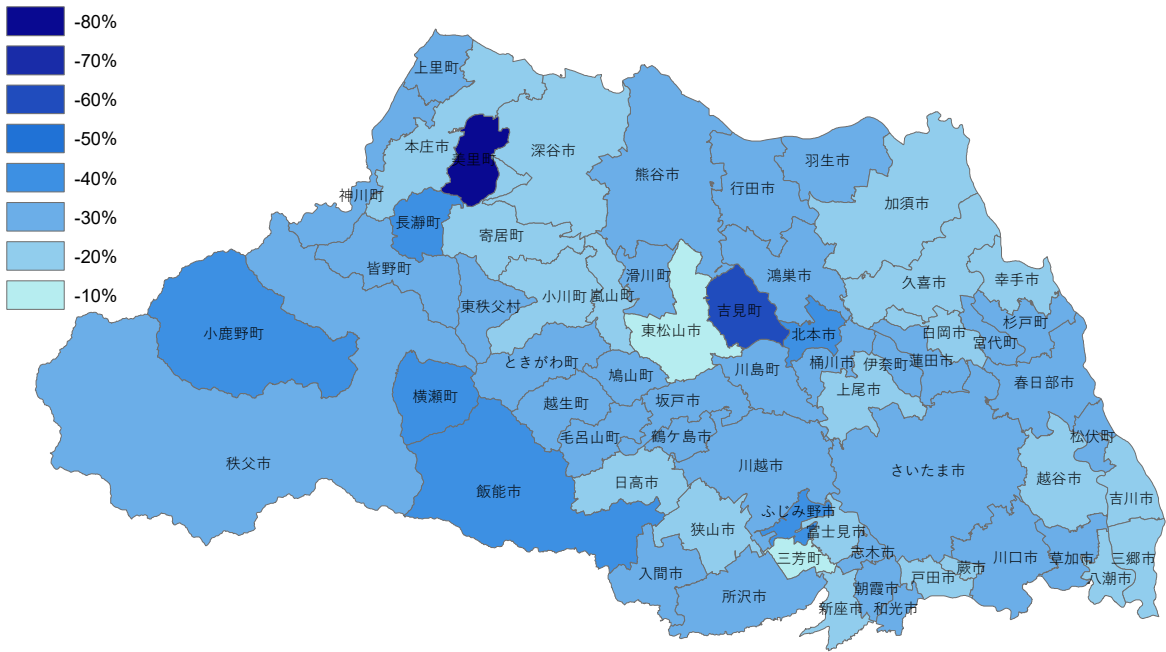 -80%
-70%
-60%
-50%
-40%
-30%
-20%
-10%
上里町
本庄市
美里町
深谷市
神川町
長瀞町
寄居町
熊谷市
行田市
羽生市
加須市
皆野町
小鹿野町
東秩父村
小川町
嵐山町
滑川町
東松山市
吉見町
鴻巣市
久喜市
幸手市
北本市
白岡市
杉戸町
宮代町
ときがわ町
鳩山町
川島町
桶川市
伊奈町
蓮田市
春日部市
上尾市
横瀬町
越生町
坂戸市
毛呂山町
鶴ケ島市
松伏町
秩父市
飯能市
日高市
川越市
さいたま市
越谷市
吉川市
狭山市
ふじみ野市
富士見市
三芳町
志木市
川口市
草加市
三郷市
入間市
所沢市
新座市
朝霞市
和光市
戸田市
蕨市
八潮市